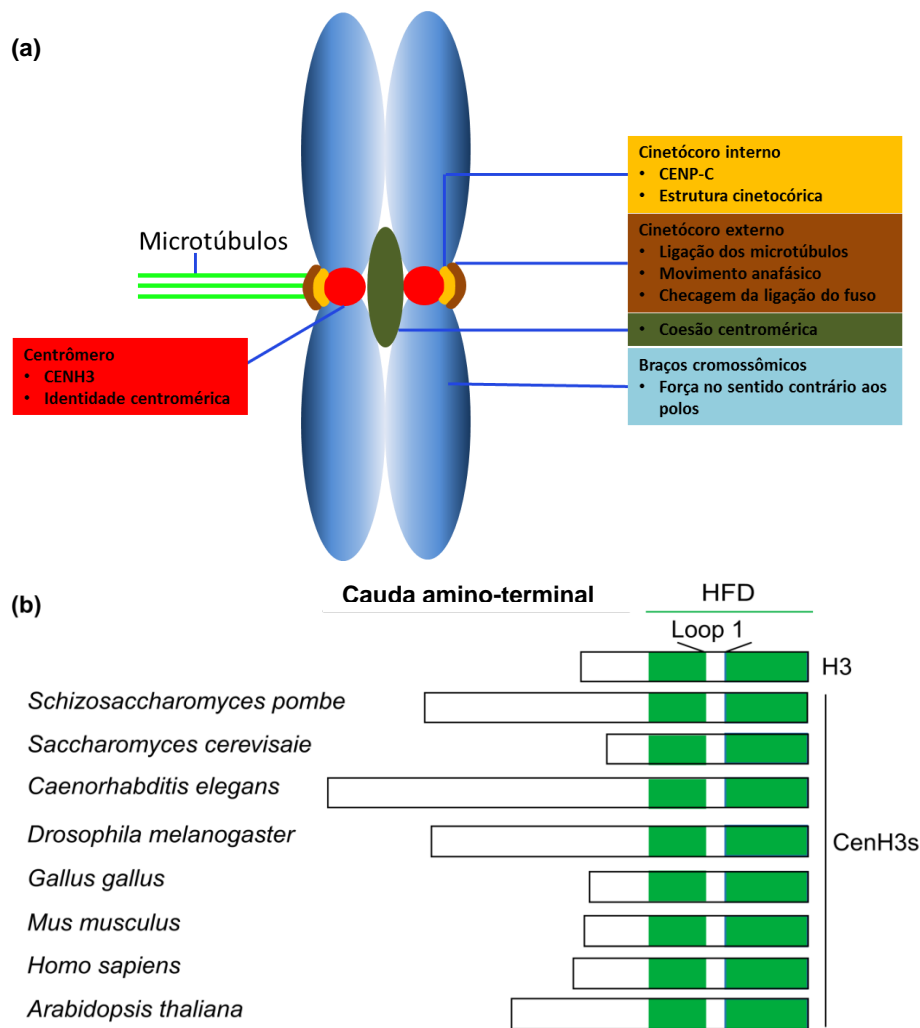 (a)
Microtúbulos
Centrômero
• CENH3
• Identidade centromérica
Cinetócoro interno
• CENP-C
• Estrutura cinetocórica
Cinetócoro externo
• Ligação dos microtúbulos
• Movimento anafásico
• Checagem da ligação do fuso
• Coesão centromérica
Braços cromossômicos
• Força no sentido contrário aos
polos
(b)
Cauda amino-terminal
HFD
Loop 1
H3
Schizosaccharomyces pombe
Saccharomyces cerevisaie
Caenorhabditis elegans
Drosophila melanogaster
Gallus gallus
Mus musculus
Homo sapiens
Arabidopsis thaliana
CenH3s